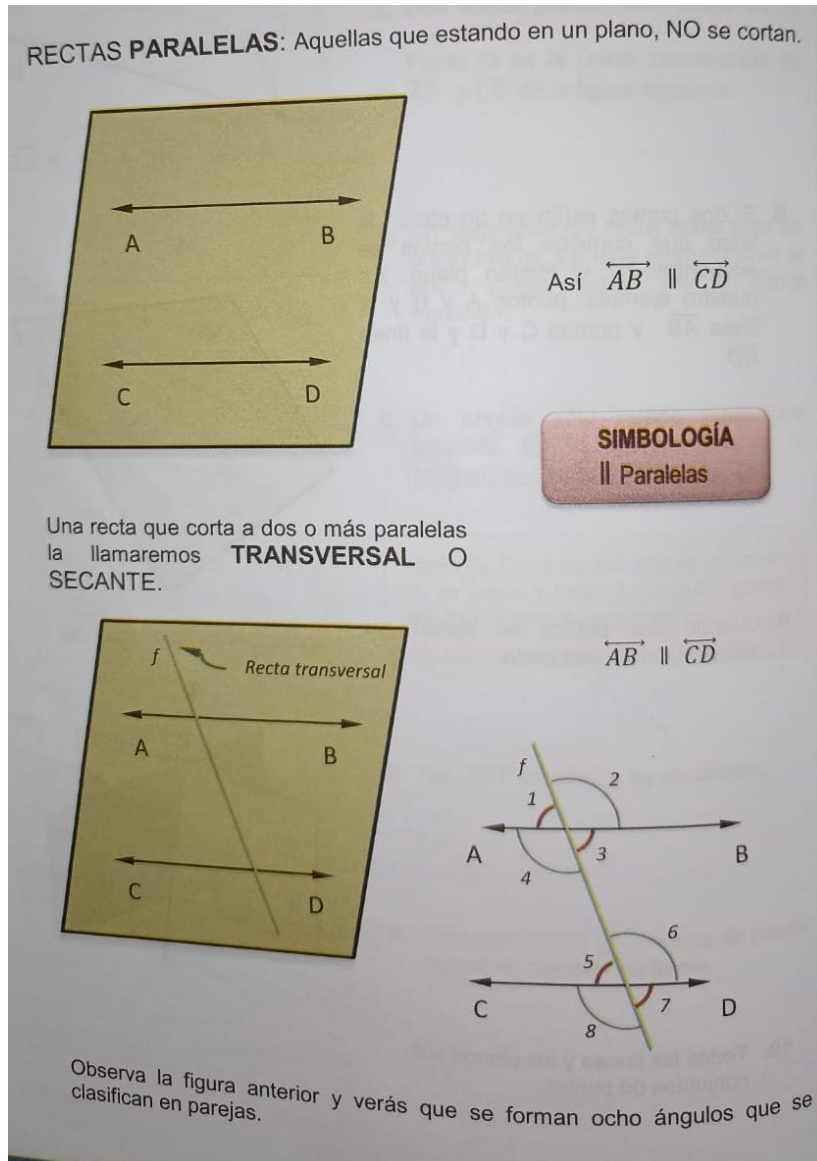 RECTAS PARALELAS: Aquellas que estando en un plano, NO se cortan.
A
B
C
D
Así AB || CD
SIMBOLOGÍA
|| Paralelas
Una recta que corta a dos o más paralelas
la llamaremos TRANSVERSAL O
SECANTE.
f
Recta transversal
A
B
C
D
AB || CD
f
1
2
A
3
B
4
5
6
C
7
D
8
Observa la figura anterior y verás que se forman ocho ángulos que se
clasifican en parejas.